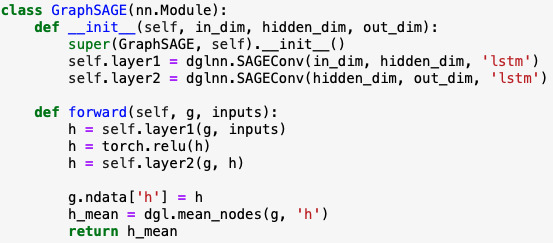 class GraphSAGE(nn.Module):
    def __init__(self, in_dim, hidden_dim, out_dim):
        super(GraphSAGE, self).__init__()
        self.layer1 = dglnn.SAGEConv(in_dim, hidden_dim, 'lstm')
        self.layer2 = dglnn.SAGEConv(hidden_dim, out_dim, 'lstm')

    def forward(self, g, inputs):
        h = self.layer1(g, inputs)
        h = torch.relu(h)
        h = self.layer2(g, h)

        g.ndata['h'] = h
        h_mean = dgl.mean_nodes(g, 'h')
        return h_mean